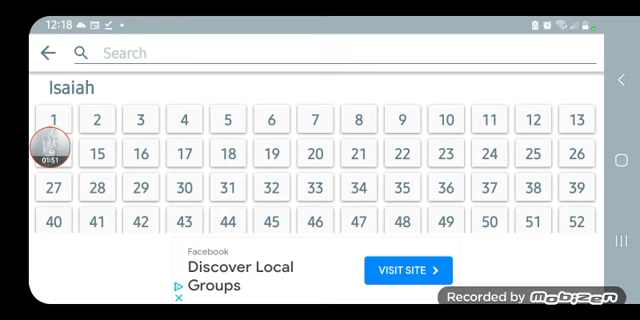 12:18
Search
Isaiah
1 2 3 4 5 6 7 8 9 10 11 12 13
01:51 15 16 17 18 19 20 21 22 23 24 25 26
27 28 29 30 31 32 33 34 35 36 37 38 39
40 41 42 43 44 45 46 47 48 49 50 51 52
Facebook
Discover Local
Groups
VISIT SITE
Recorded by Mobizen